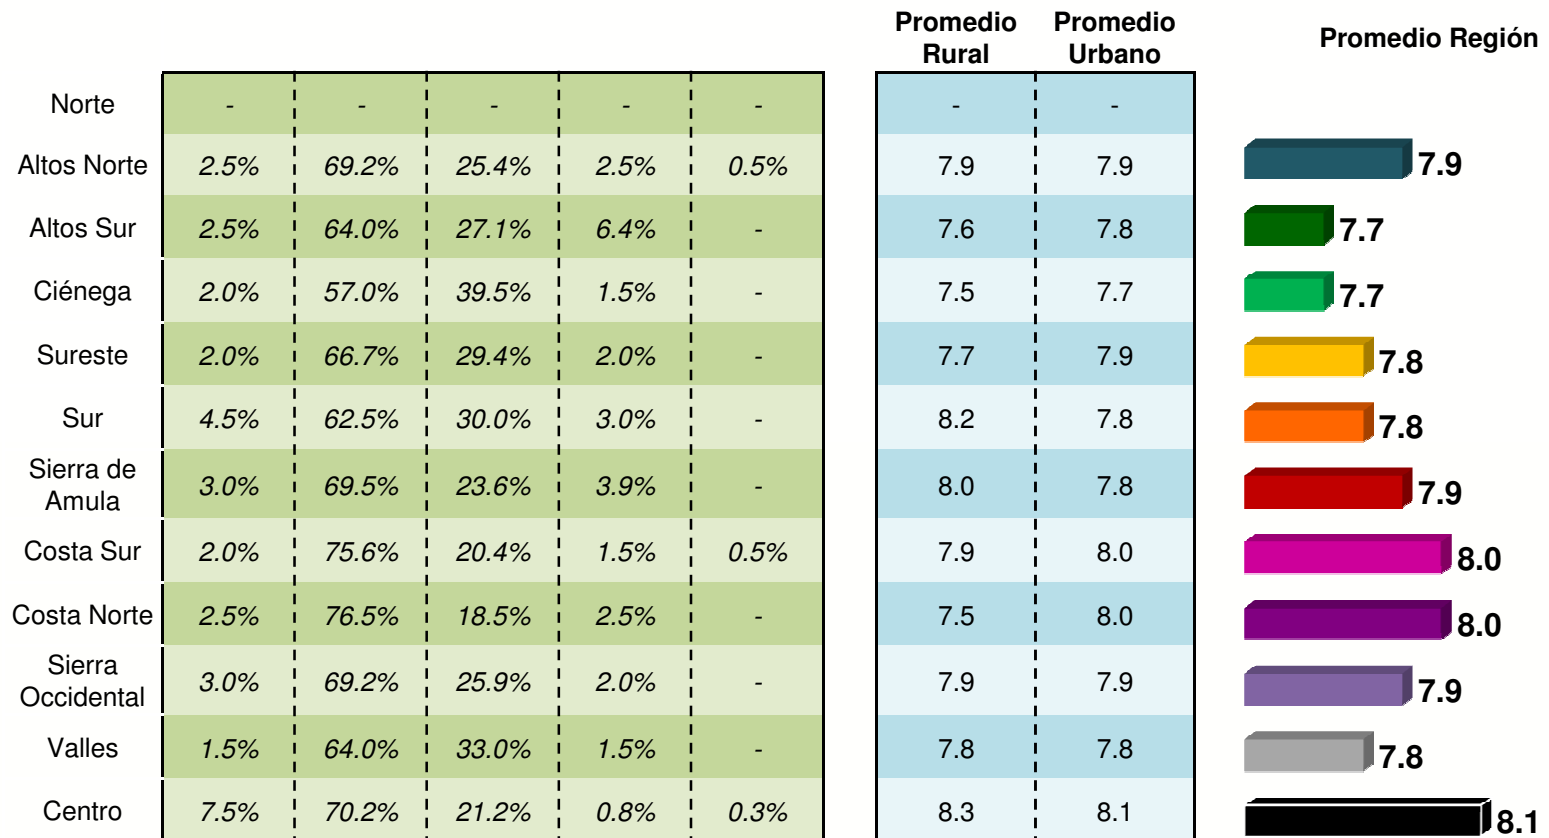 Promedio Rural Promedio Urbano Promedio Región
Norte - - - - - - -
Altos Norte 2.5% 69.2% 25.4% 2.5% 0.5% 7.9 7.9 7.9
Altos Sur 2.5% 64.0% 27.1% 6.4% - 7.6 7.8 7.7
Ciénega 2.0% 57.0% 39.5% 1.5% - 7.5 7.7 7.7
Sureste 2.0% 66.7% 29.4% 2.0% - 7.7 7.9 7.8
Sur 4.5% 62.5% 30.0% 3.0% - 8.2 7.8 7.8
Sierra de Amula 3.0% 69.5% 23.6% 3.9% - 8.0 7.8 7.9
Costa Sur 2.0% 75.6% 20.4% 1.5% 0.5% 7.9 8.0 8.0
Costa Norte 2.5% 76.5% 18.5% 2.5% - 7.5 8.0 8.0
Sierra Occidental 3.0% 69.2% 25.9% 2.0% - 7.9 7.9 7.9
Valles 1.5% 64.0% 33.0% 1.5% - 7.8 7.8 7.8
Centro 7.5% 70.2% 21.2% 0.8% 0.3% 8.3 8.1 8.1